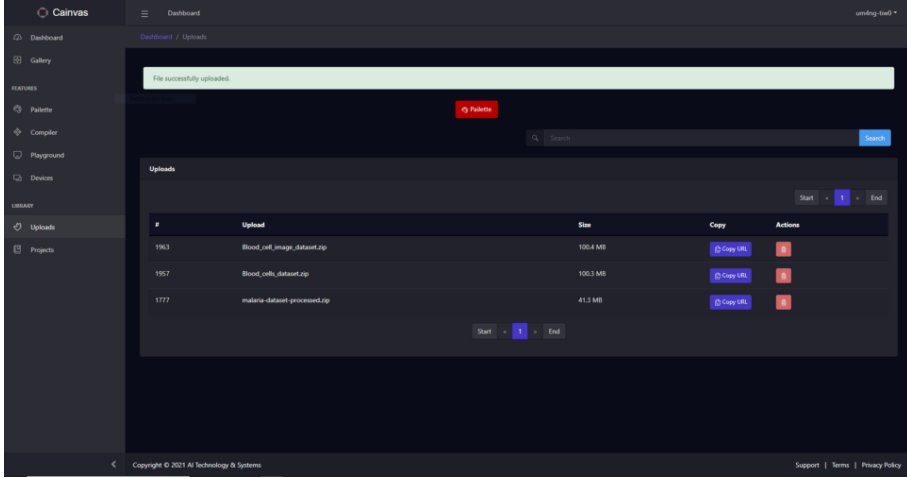 Cainvas
Dashboard
um4ng-tiw0
Dashboard
Dashboard / Uploads
Gallery
File successfully uploaded.
FEATURES
Pailette
Pailette
Compiler
Search
Search
Playground
Uploads
Devices
Start « 1 » End
LIBRARY
Uploads
# Upload Size Copy Actions
Projects
1963 Blood_cell_image_dataset.zip 100.4 MB Copy URL
1957 Blood_cells_dataset.zip 100.3 MB Copy URL
1777 malaria-dataset-processed.zip 41.3 MB Copy URL
Start « 1 » End
Copyright © 2021 AI Technology & Systems
Support | Terms | Privacy Policy